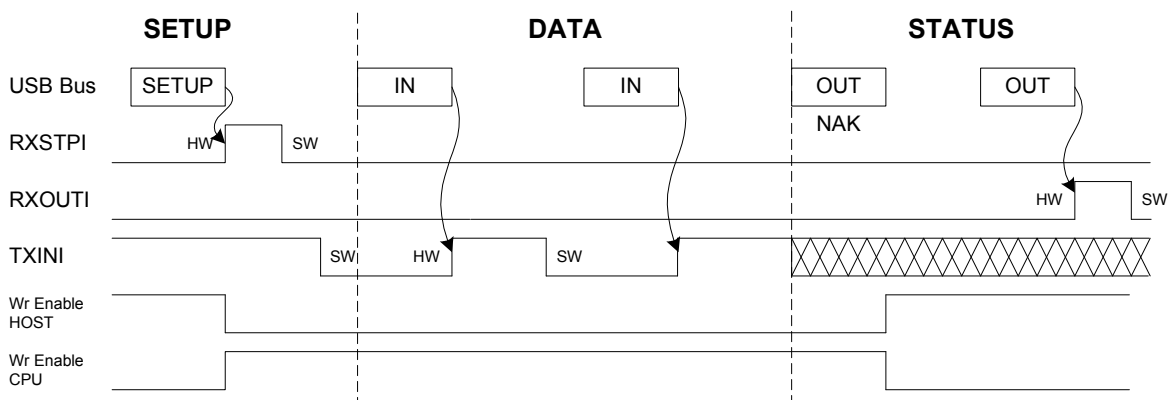 SETUP DATA STATUS
USB Bus SETUP IN IN OUT OUT
NAK
RXSTPI HW SW
RXOUTI HW SW
TXINI SW HW SW
Wr Enable
HOST
Wr Enable
CPU